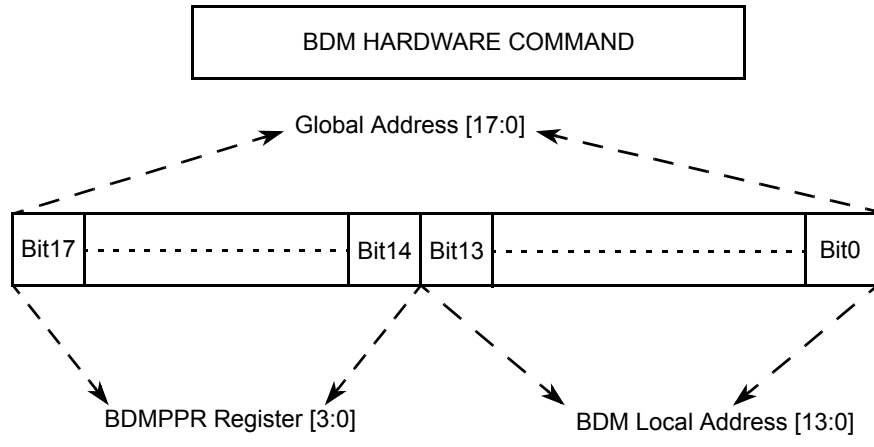 BDM HARDWARE COMMAND
Global Address [17:0]
Bit17 Bit14 Bit13 Bit0
BDMPPR Register [3:0] BDM Local Address [13:0]